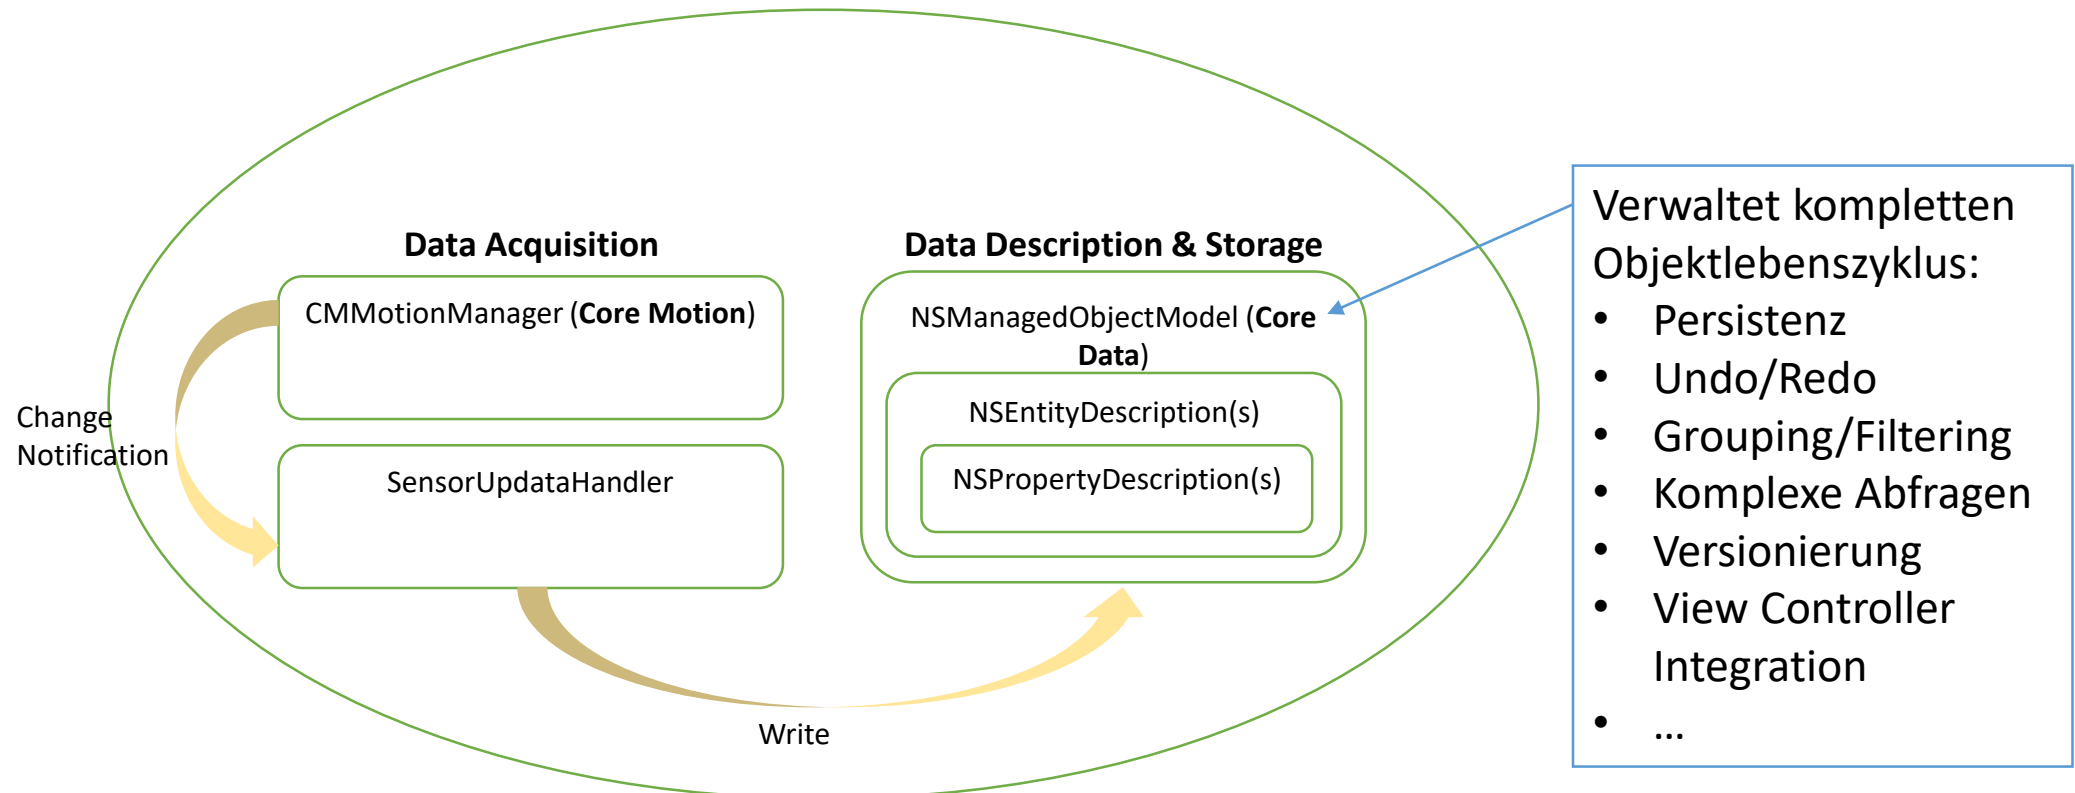 Data Acquisition
CMMotionManager (Core Motion)
Change
Notification
SensorUpdataHandler
Data Description & Storage
NSManagedObjectModel (Core
Data)
NSEntityDescription(s)
NSPropertyDescription(s)
Write
Verwaltet kompletten
Objektlebenszyklus:
• Persistenz
• Undo/Redo
• Grouping/Filtering
• Komplexe Abfragen
• Versionierung
• View Controller
Integration
• ...